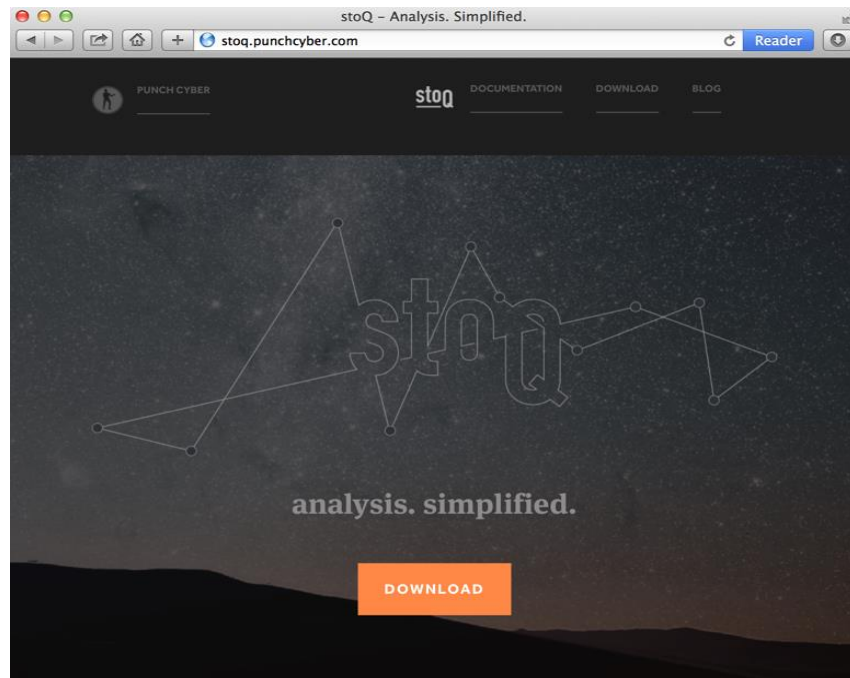 stoQ – Analysis. Simplified.
stoq.punchcyber.com
Reader
PUNCH CYBER
stoQ
DOCUMENTATION
DOWNLOAD
BLOG
stoQ
analysis. simplified.
DOWNLOAD